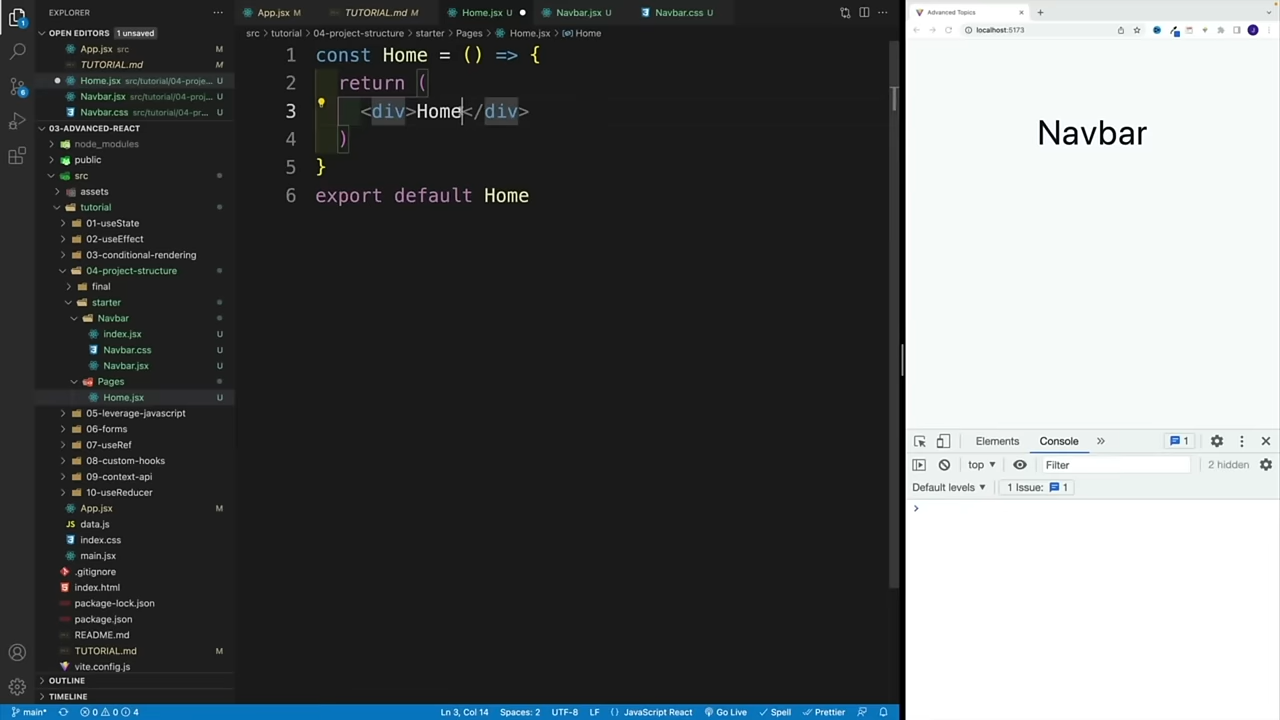 EXPLORER
OPEN EDITORS 1 unsaved
App.jsx src M
TUTORIAL.md M
Home.jsx src/tutorial/04-proje... U
Navbar.jsx src/tutorial/04-proj... U
Navbar.css src/tutorial/04-pr... U
03-ADVANCED-REACT
node_modules
public
src
assets
tutorial
01-useState
02-useEffect
03-conditional-rendering
04-project-structure
final
starter
Navbar
index.jsx U
Navbar.css U
Navbar.jsx U
Pages
Home.jsx U
05-leverage-javascript
06-forms
07-useRef
08-custom-hooks
09-context-api
10-useReducer
App.jsx M
data.js
index.css
main.jsx
.gitignore
index.html
package-lock.json
package.json
README.md
TUTORIAL.md M
vite.config.js
OUTLINE
TIMELINE
App.jsx M TUTORIAL.md M Home.jsx U Navbar.jsx U Navbar.css U
src > tutorial > 04-project-structure > starter > Pages > Home.jsx > Home
1 const Home = () => {
2 return (
3 <div>Home</div>
4 )
5 }
6 export default Home
main* 0 0 4 Ln 3, Col 14 Spaces: 2 UTF-8 LF {} JavaScript React Go Live Spell Prettier
Advanced Topics
localhost:5173
Navbar
Elements Console » 1
top Filter 2 hidden
Default levels 1 Issue: 1
>